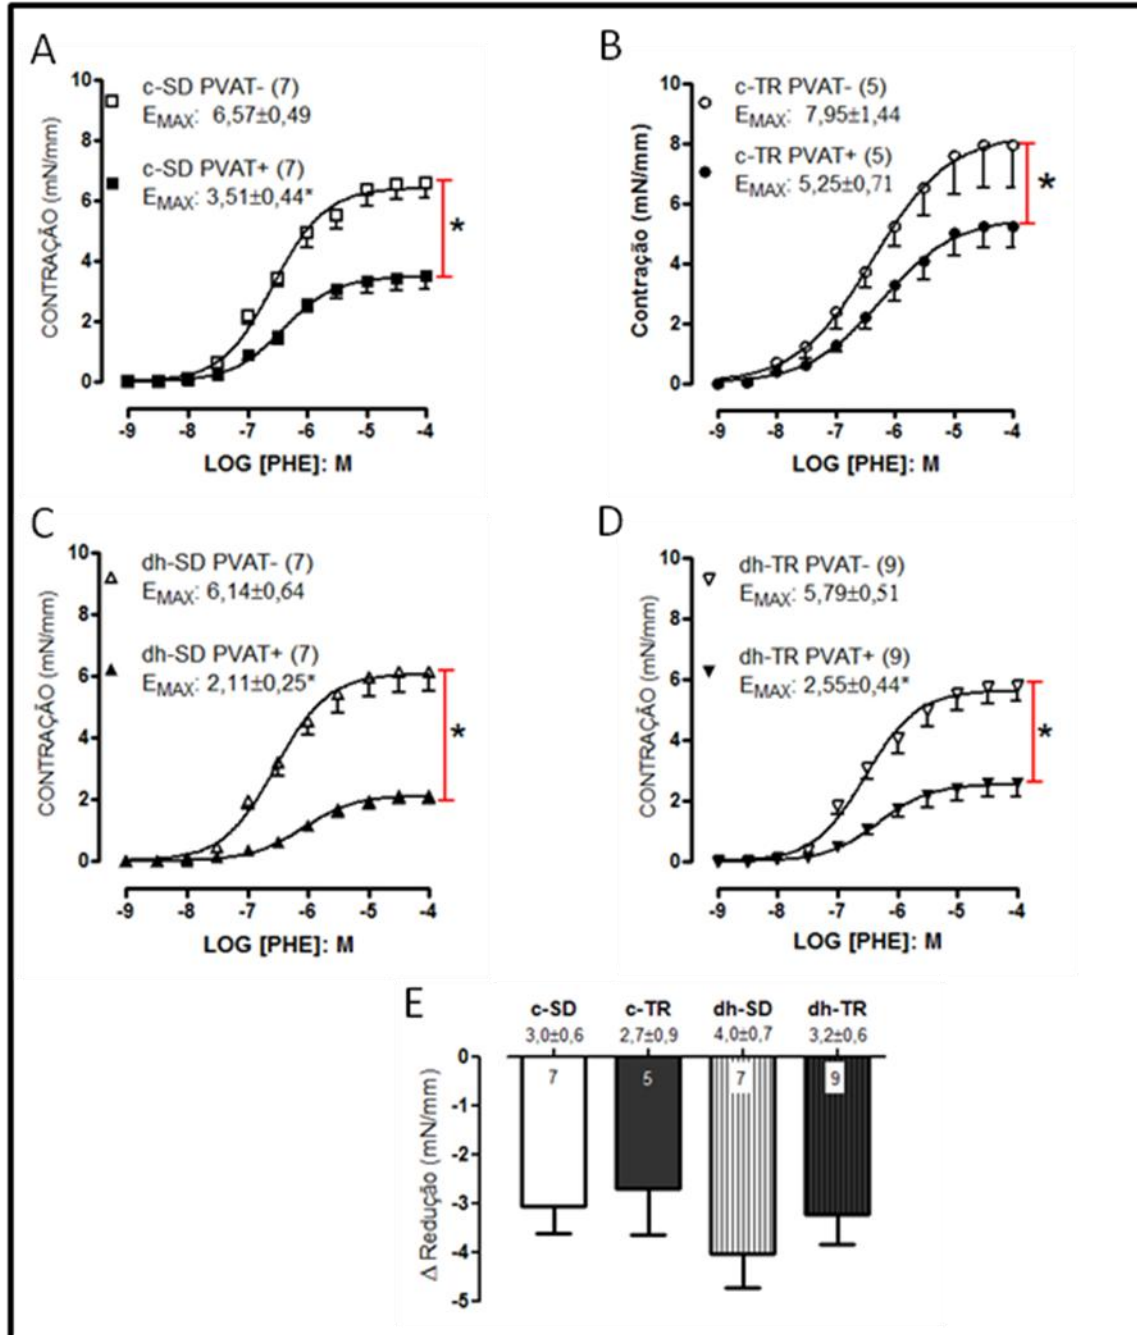 A
c-SD PVAT- (7)
EMAX: 6,57±0,49
c-SD PVAT+ (7)
EMAX: 3,51±0,44*
10
8
6
4
2
0
CONTRAÇÃO (mN/mm)
*
-9 -8 -7 -6 -5 -4
LOG [PHE]: M
B
c-TR PVAT- (5)
EMAX: 7,95±1,44
c-TR PVAT+ (5)
EMAX: 5,25±0,71
10
8
6
4
2
0
Contração (mN/mm)
*
-9 -8 -7 -6 -5 -4
LOG [PHE]: M
C
dh-SD PVAT- (7)
EMAX: 6,14±0,64
dh-SD PVAT+ (7)
EMAX: 2,11±0,25*
10
8
6
4
2
0
CONTRAÇÃO (mN/mm)
*
-9 -8 -7 -6 -5 -4
LOG [PHE]: M
D
dh-TR PVAT- (9)
EMAX: 5,79±0,51
dh-TR PVAT+ (9)
EMAX: 2,55±0,44*
10
8
6
4
2
0
CONTRAÇÃO (mN/mm)
*
-9 -8 -7 -6 -5 -4
LOG [PHE]: M
E
c-SD c-TR dh-SD dh-TR
3,0±0,6 2,7±0,9 4,0±0,7 3,2±0,6
7 5 7 9
0
-1
-2
-3
-4
-5
Δ Redução (mN/mm)